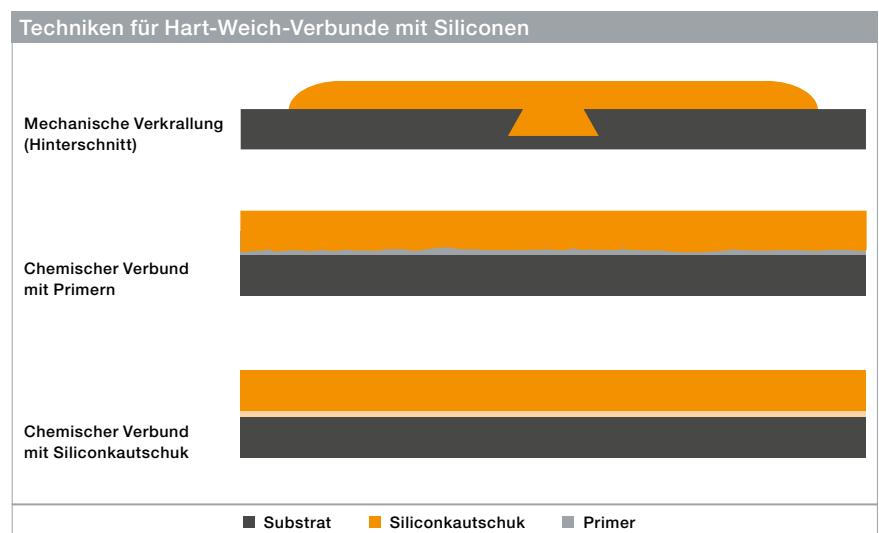 Techniken für Hart-Weich-Verbunde mit Siliconen
Mechanische Verkrallung
(Hinterschnitt)
Chemischer Verbund
mit Primern
Chemischer Verbund
mit Siliconkautschuk
Substrat Siliconkautschuk Primer